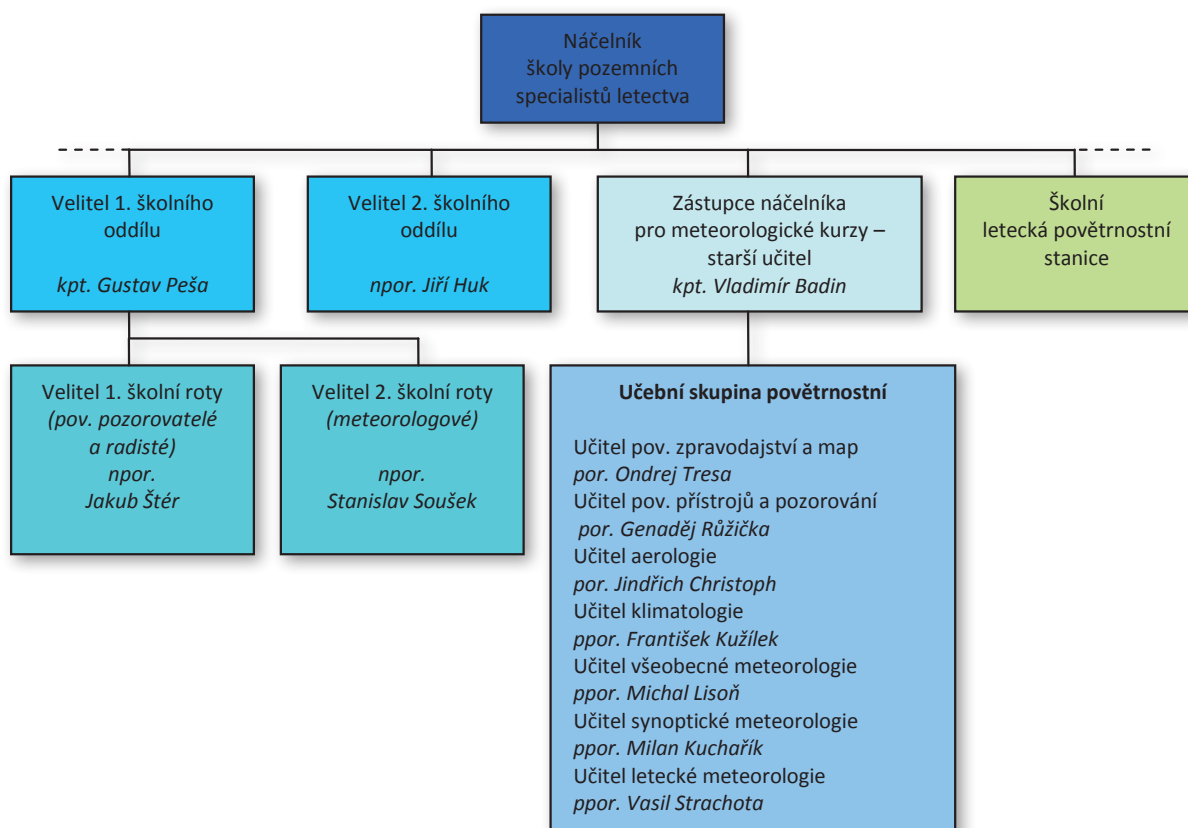 Náčelník
školy pozemních
specialistů letectva
Velitel 1. školního
oddílu
kpt. Gustav Peša
Velitel 2. školního
oddílu
npor. Jiří Huk
Zástupce náčelníka
pro meteorologické kurzy –
starší učitel
kpt. Vladimír Badin
Školní
letecká povětrnostní
stanice
Velitel 1. školní roty
(pov. pozorovatelé
a radisté)
npor.
Jakub Štér
Velitel 2. školní roty
(meteorologové)
npor.
Stanislav Soušek
Učební skupina povětrnostní
Učitel pov. zpravodajství a map
por. Ondrej Tresa
Učitel pov. přístrojů a pozorování
por. Genaděj Růžička
Učitel aerologie
por. Jindřich Christoph
Učitel klimatologie
ppor. František Kužílek
Učitel všeobecné meteorologie
ppor. Michal Lisoň
Učitel synoptické meteorologie
ppor. Milan Kuchařík
Učitel letecké meteorologie
ppor. Vasil Strachota